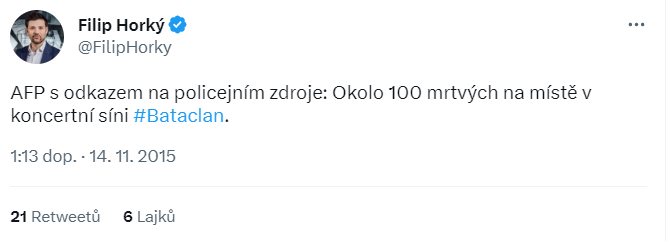 Filip Horký
@FilipHorky
AFP s odkazem na policejním zdroje: Okolo 100 mrtvých na místě v
koncertní síni #Bataclan.
1:13 dop. · 14. 11. 2015
21 Retweetů 6 Lajků